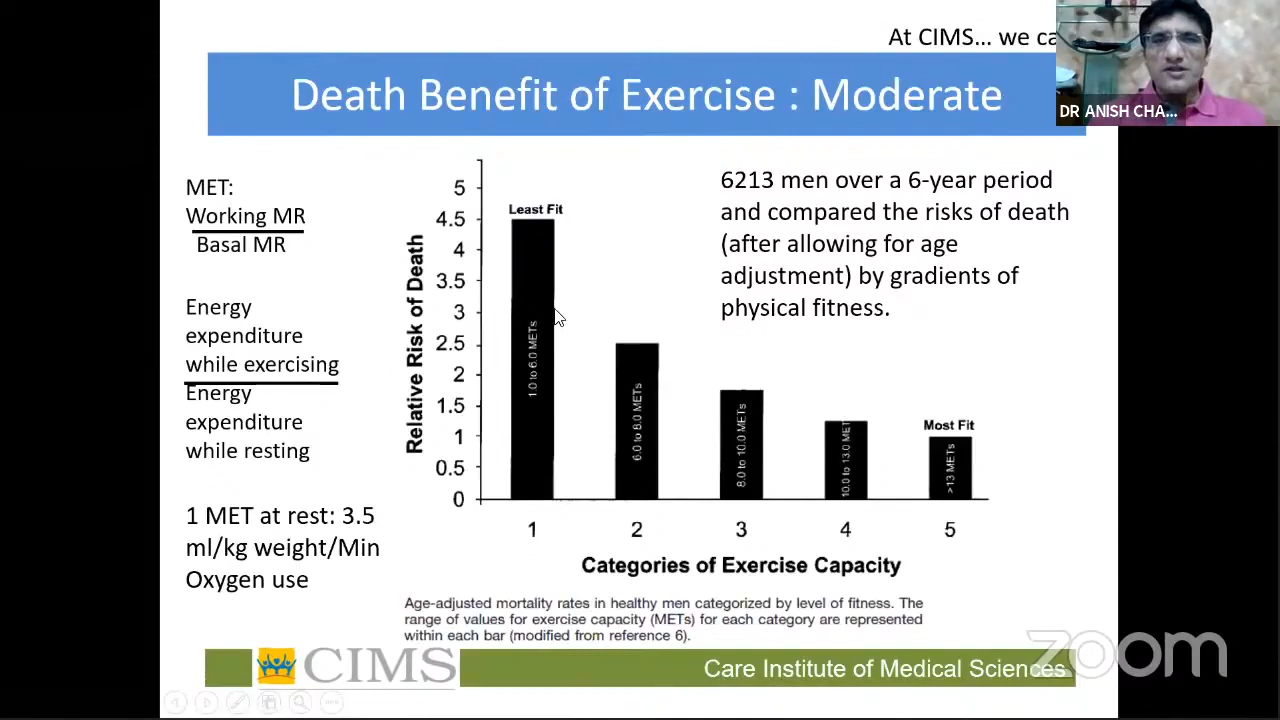 At CIMS... we ca
DR ANISH CHA...
Death Benefit of Exercise : Moderate
MET:
Working MR
Basal MR
Energy
expenditure
while exercising
Energy
expenditure
while resting
1 MET at rest: 3.5
ml/kg weight/Min
Oxygen use
6213 men over a 6-year period
and compared the risks of death
(after allowing for age
adjustment) by gradients of
physical fitness.
Relative Risk of Death
5
4.5
4
3.5
3
2.5
2
1.5
1
0.5
0
Least Fit
Most Fit
1.0 to 6.0 METs
6.0 to 8.0 METs
8.0 to 10.0 METs
10.0 to 13.0 MET
>13 METs
1 2 3 4 5
Categories of Exercise Capacity
Age-adjusted mortality rates in healthy men categorized by level of fitness. The
range of values for exercise capacity (METs) for each category are represented
within each bar (modified from reference 6).
CIMS
Care Institute of Medical Sciences
zoom